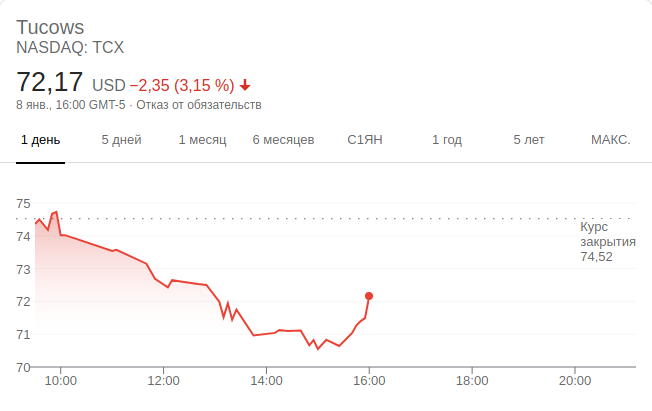 Tucows
NASDAQ: TCX
72,17 USD −2,35 (3,15 %)
8 янв., 16:00 GMT-5 · Отказ от обязательств
1 день 5 дней 1 месяц 6 месяцев С1ЯН 1 год 5 лет МАКС.
75
74
73
72
71
70
Курс
закрытия
74,52
10:00 12:00 14:00 16:00 18:00 20:00